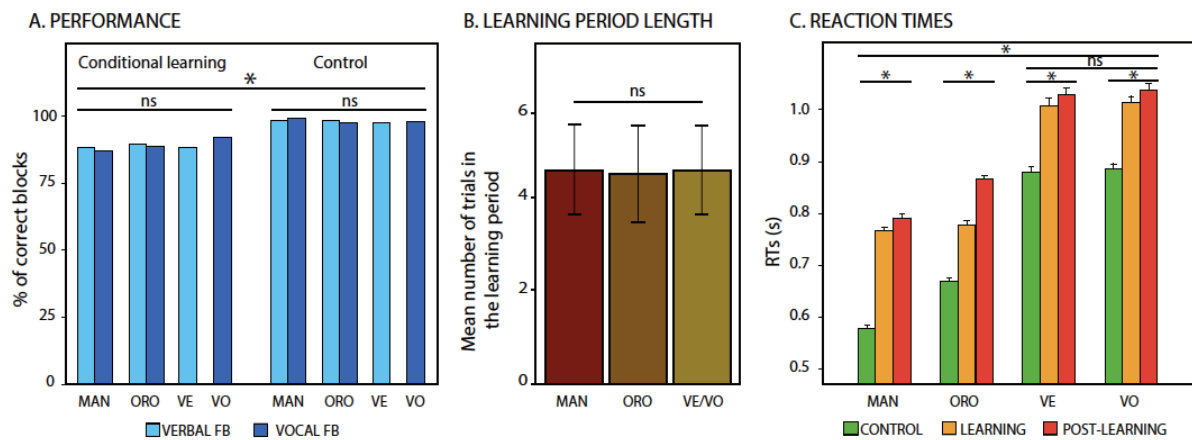 A. PERFORMANCE
Conditional learning
Control
*
ns
ns
100
75
50
25
0
% of correct blocks
MAN ORO VE VO MAN ORO VE VO
VERBAL FB VOCAL FB
B. LEARNING PERIOD LENGTH
ns
6
4
2
0
Mean number of trials in
the learning period
MAN ORO VE/VO
C. REACTION TIMES
*
ns
* * * *
1.0
0.9
0.8
0.7
0.6
0.5
RTs (s)
MAN ORO VE VO
CONTROL LEARNING POST-LEARNING